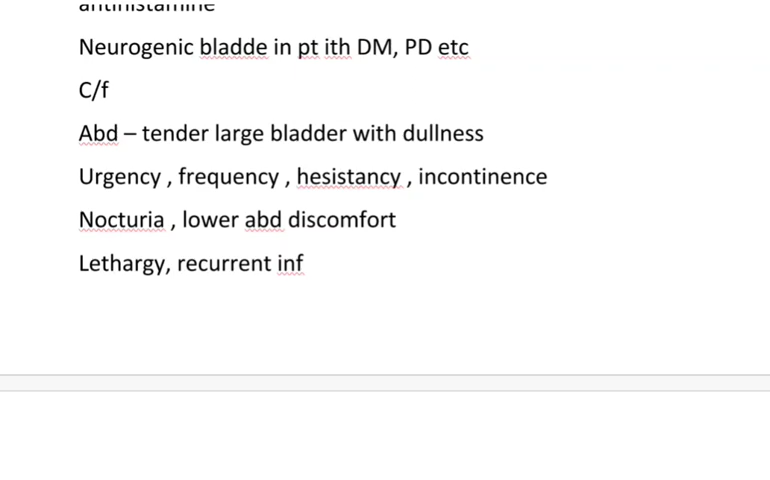 antihistamine
Neurogenic bladde in pt ith DM, PD etc
C/f
Abd – tender large bladder with dullness
Urgency , frequency , hesistancy , incontinence
Nocturia , lower abd discomfort
Lethargy, recurrent inf